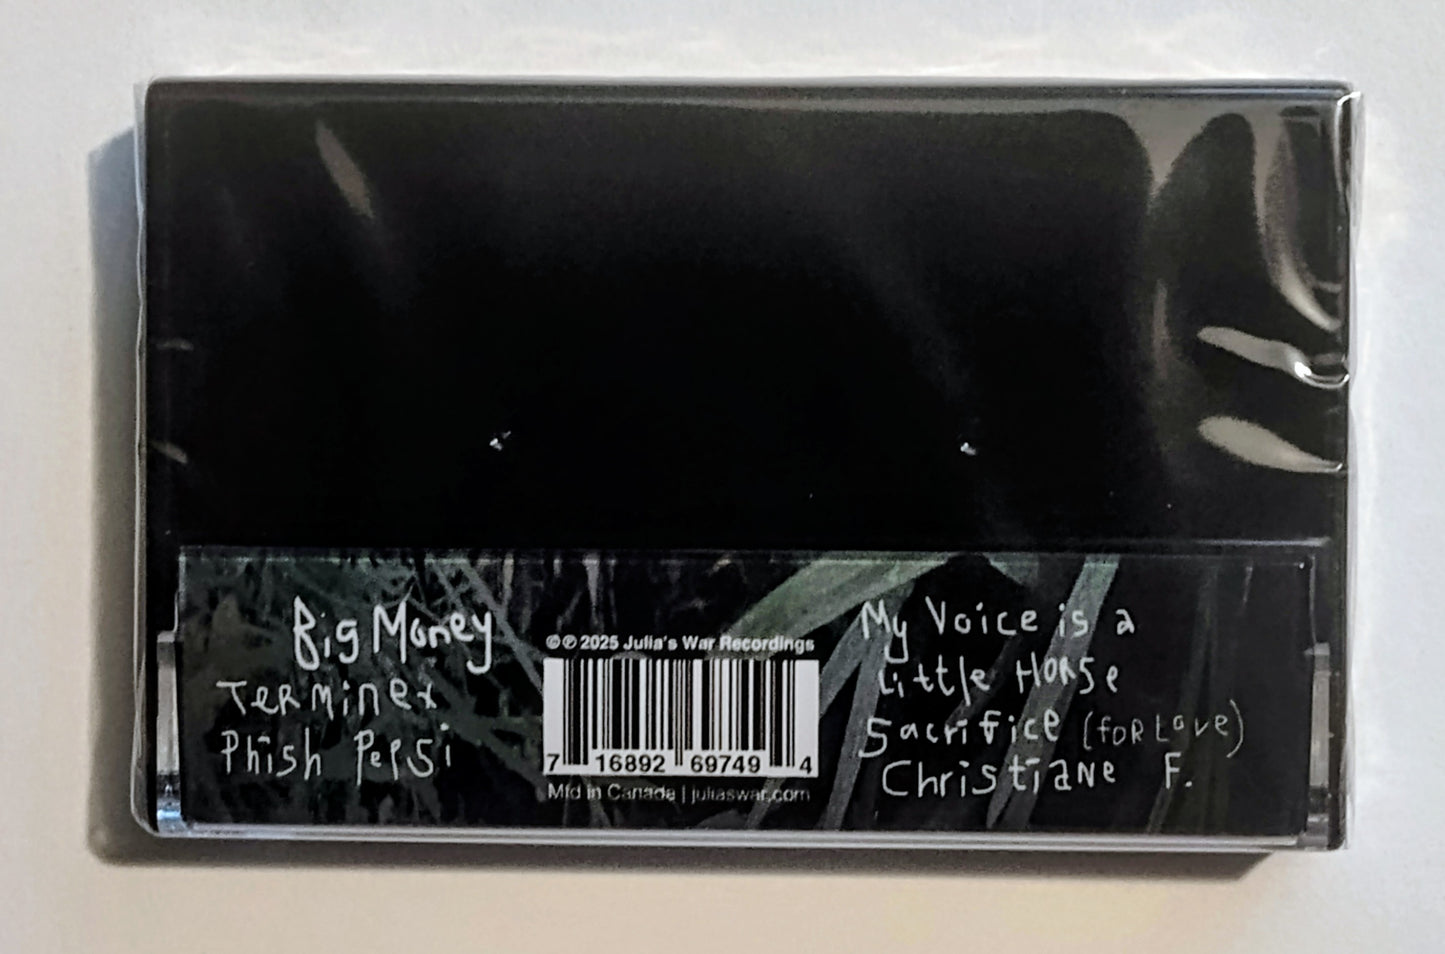 Big Money
Terminex
Phish Pepsi
©℗ 2025 Julia's War Recordings
7 16892 69749 4
Mfd in Canada | juliaswar.com
My Voice is a
Little Horse
Sacrifice (for Love)
Christiane F.